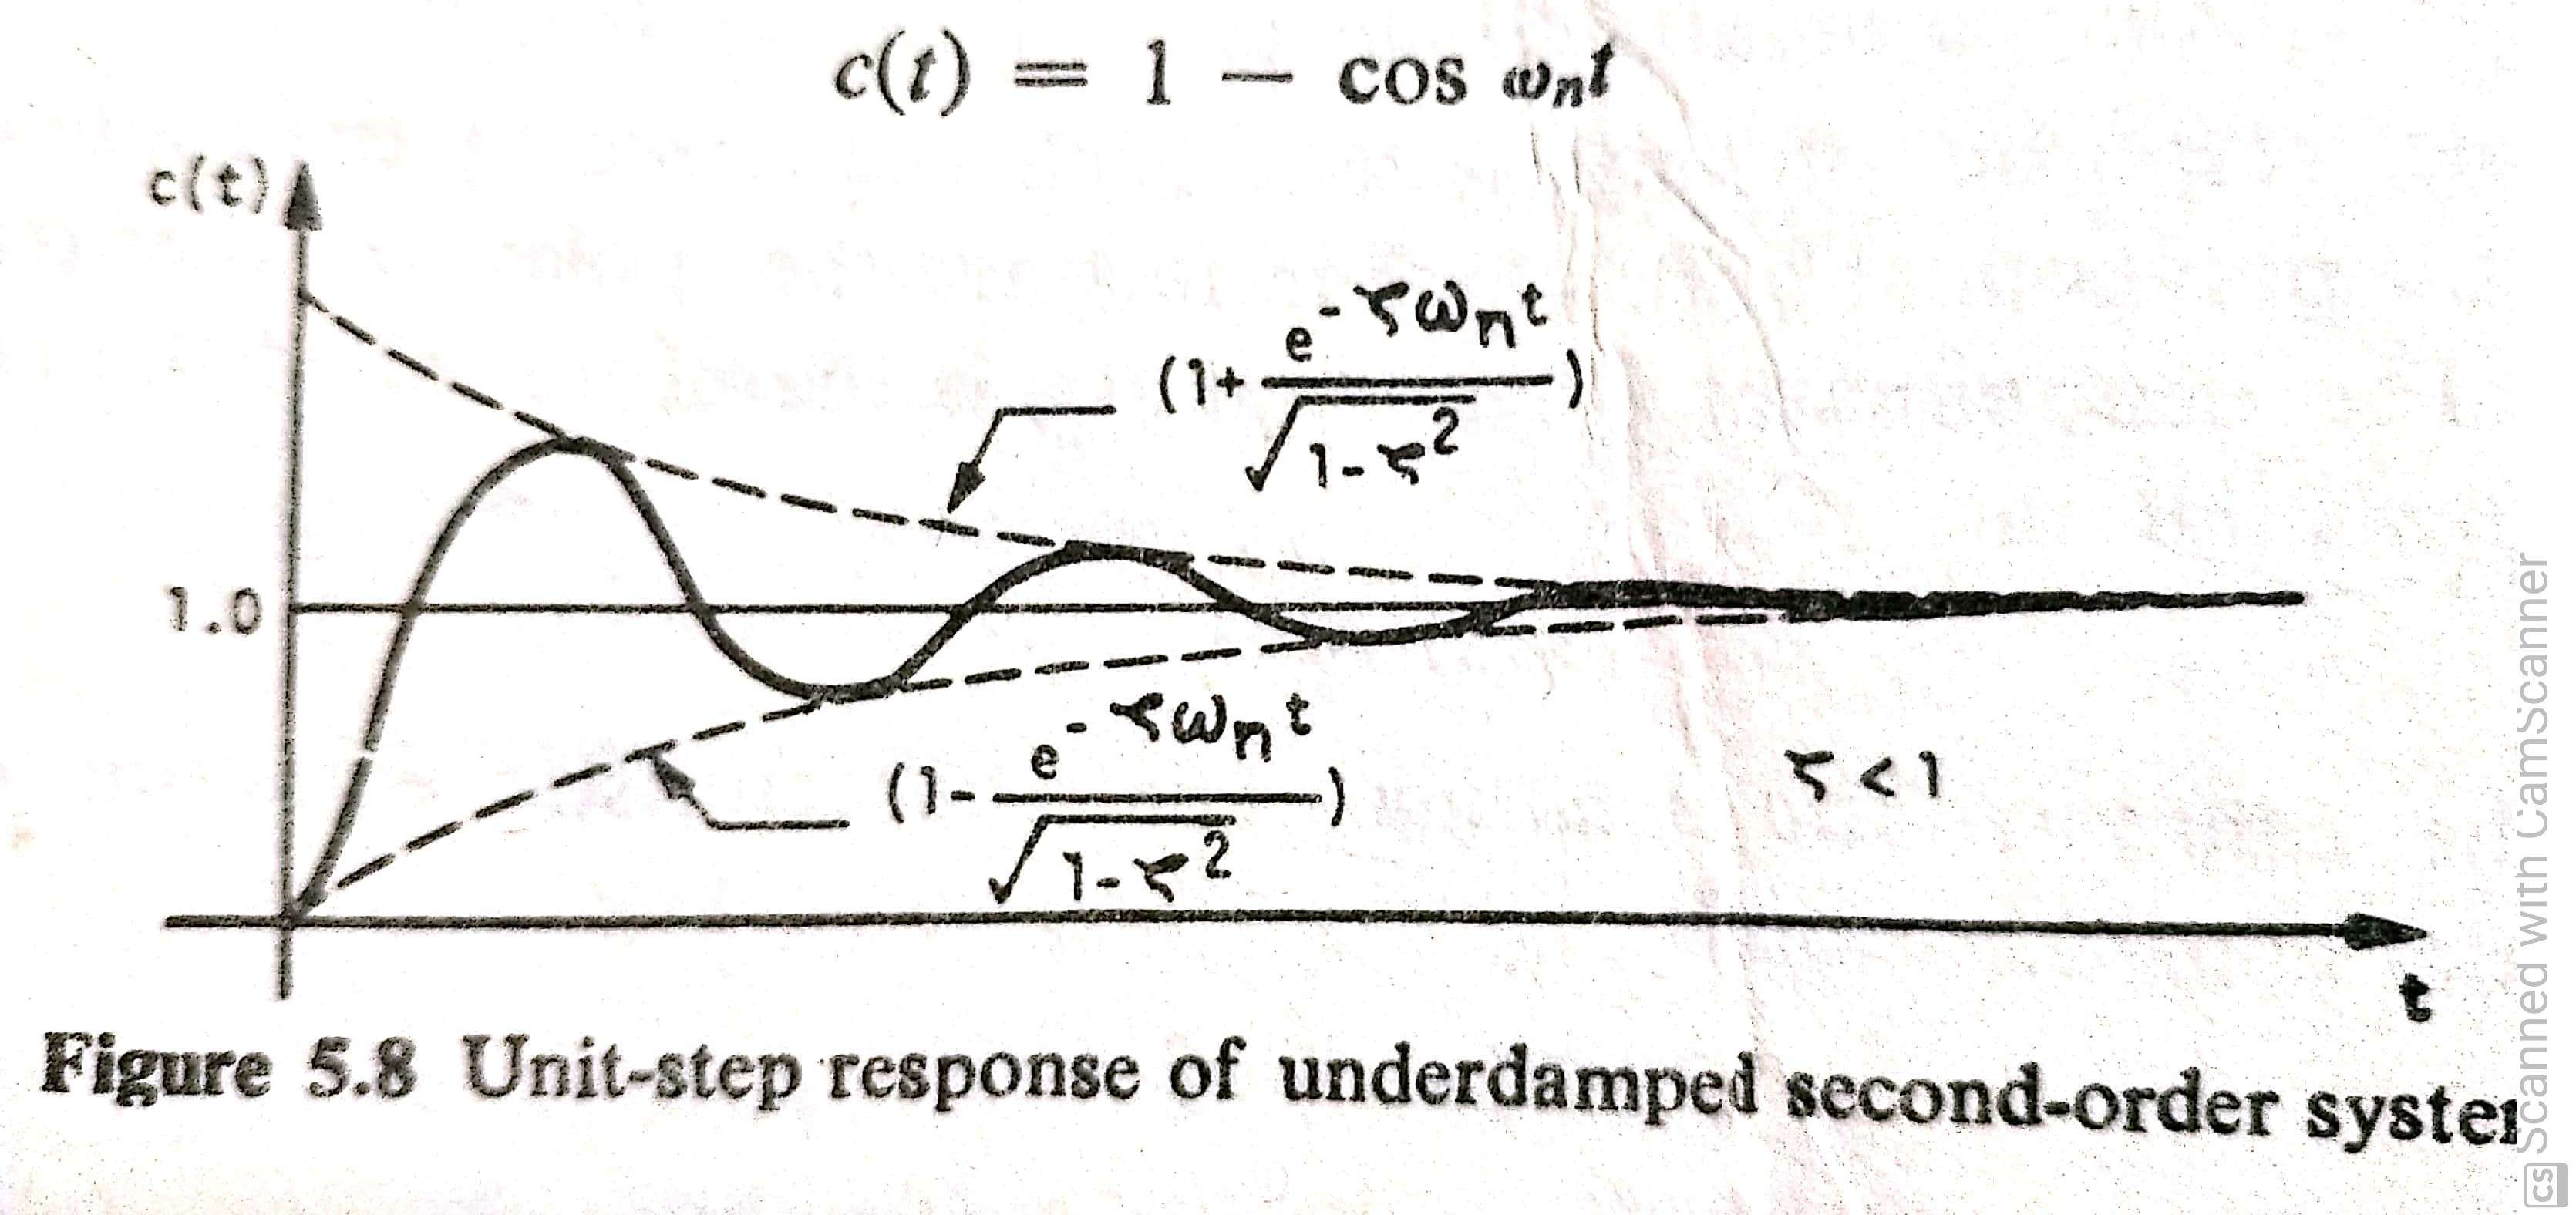 c(t) = 1 − cos ωₙt
c(t)
(1+ e^-ζωₙt / √1-ζ²)
1.0
(1- e^-ζωₙt / √1-ζ²)
ζ<1
t
Figure 5.8 Unit-step response of underdamped second-order syste
CS Scanned with CamScanner